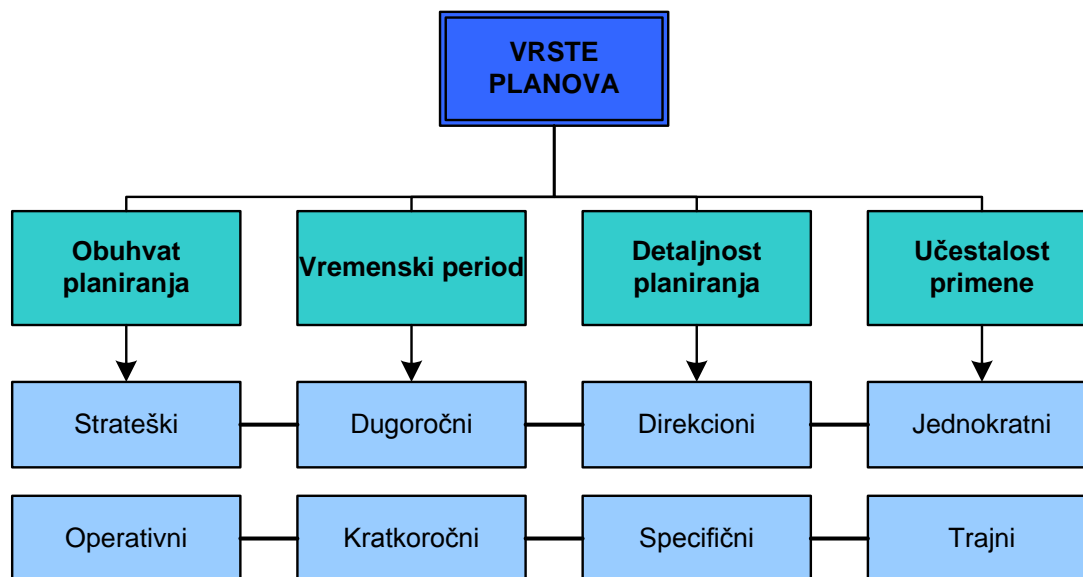 VRSTE
PLANOVA
Obuhvat
planiranja
Vremenski period
Detaljnost
planiranja
Učestalost
primene
Strateški
Dugoročni
Direkcioni
Jednokratni
Operativni
Kratkoročni
Specifični
Trajni